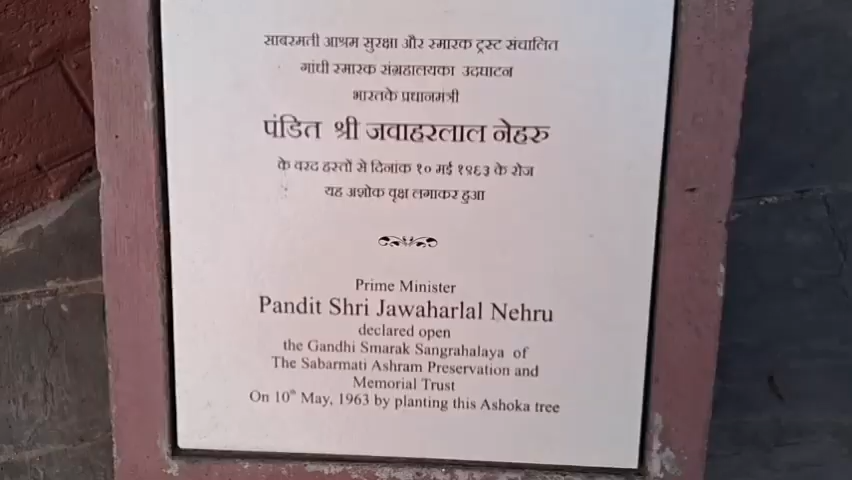 साबरमती आश्रम सुरक्षा और स्मारक ट्रस्ट संचालित
गांधी स्मारक संग्रहालयका उदघाटन
भारतके प्रधानमंत्री
पंडित श्री जवाहरलाल नेहरु
के वरद हस्तों से दिनांक १० मई १९६३ के रोज
यह अशोक वृक्ष लगाकर हुआ
Prime Minister
Pandit Shri Jawaharlal Nehru
declared open
the Gandhi Smarak Sangrahalaya of
The Sabarmati Ashram Preservation and
Memorial Trust
On 10th May, 1963 by planting this Ashoka tree